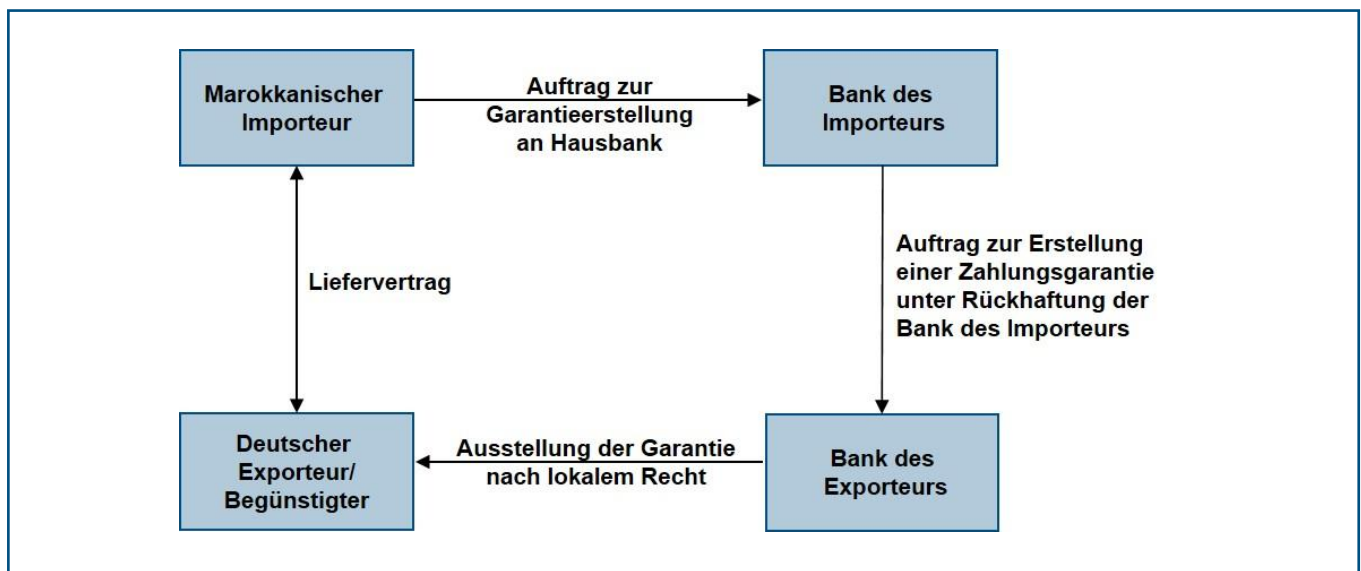 Marokkanischer
Importeur
Auftrag zur
Garantieerstellung
an Hausbank
Bank des
Importeurs
Liefervertrag
Auftrag zur Erstellung
einer Zahlungsgarantie
unter Rückhaftung der
Bank des Importeurs
Deutscher
Exporteur/
Begünstigter
Ausstellung der Garantie
nach lokalem Recht
Bank des
Exporteurs